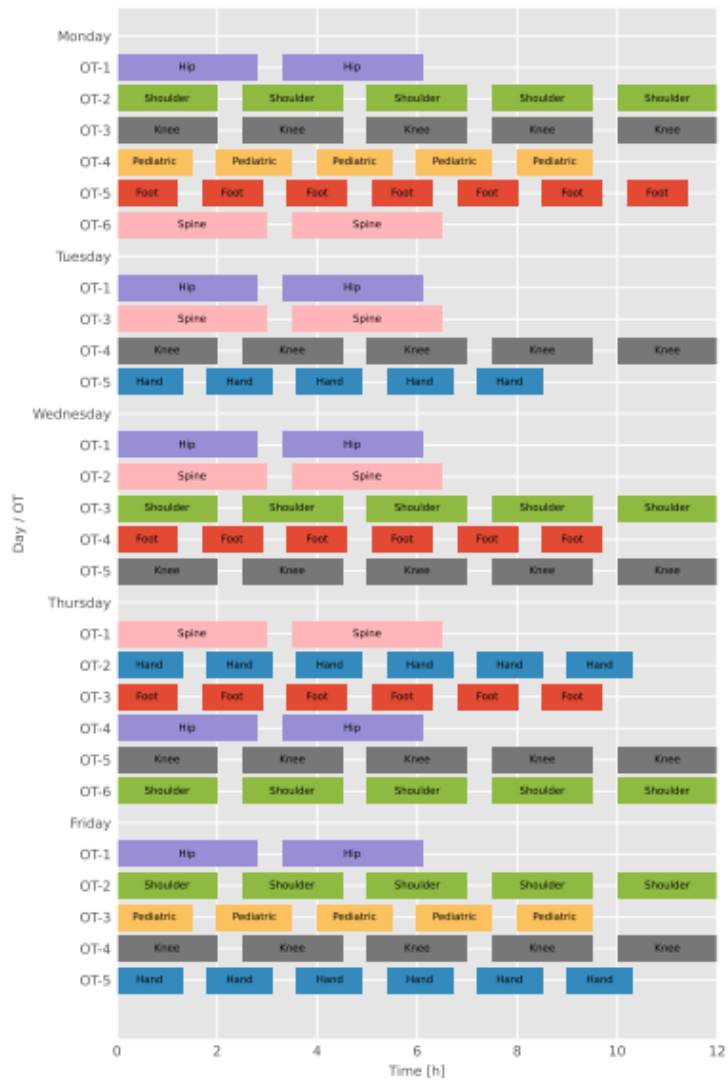 Monday
OT-1 Hip Hip
OT-2 Shoulder Shoulder Shoulder Shoulder Shoulder
OT-3 Knee Knee Knee Knee Knee
OT-4 Pediatric Pediatric Pediatric Pediatric Pediatric
OT-5 Foot Foot Foot Foot Foot Foot Foot
OT-6 Spine Spine
Tuesday
OT-1 Hip Hip
OT-3 Spine Spine
OT-4 Knee Knee Knee Knee Knee
OT-5 Hand Hand Hand Hand Hand
Wednesday
OT-1 Hip Hip
OT-2 Spine Spine
OT-3 Shoulder Shoulder Shoulder Shoulder Shoulder
OT-4 Foot Foot Foot Foot Foot Foot
OT-5 Knee Knee Knee Knee Knee
Thursday
OT-1 Spine Spine
OT-2 Hand Hand Hand Hand Hand Hand
OT-3 Foot Foot Foot Foot Foot Foot
OT-4 Hip Hip
OT-5 Knee Knee Knee Knee Knee
OT-6 Shoulder Shoulder Shoulder Shoulder Shoulder
Friday
OT-1 Hip Hip
OT-2 Shoulder Shoulder Shoulder Shoulder Shoulder
OT-3 Pediatric Pediatric Pediatric Pediatric Pediatric
OT-4 Knee Knee Knee Knee Knee
OT-5 Hand Hand Hand Hand Hand Hand
0 2 4 6 8 10 12
Time [h]
Day / OT